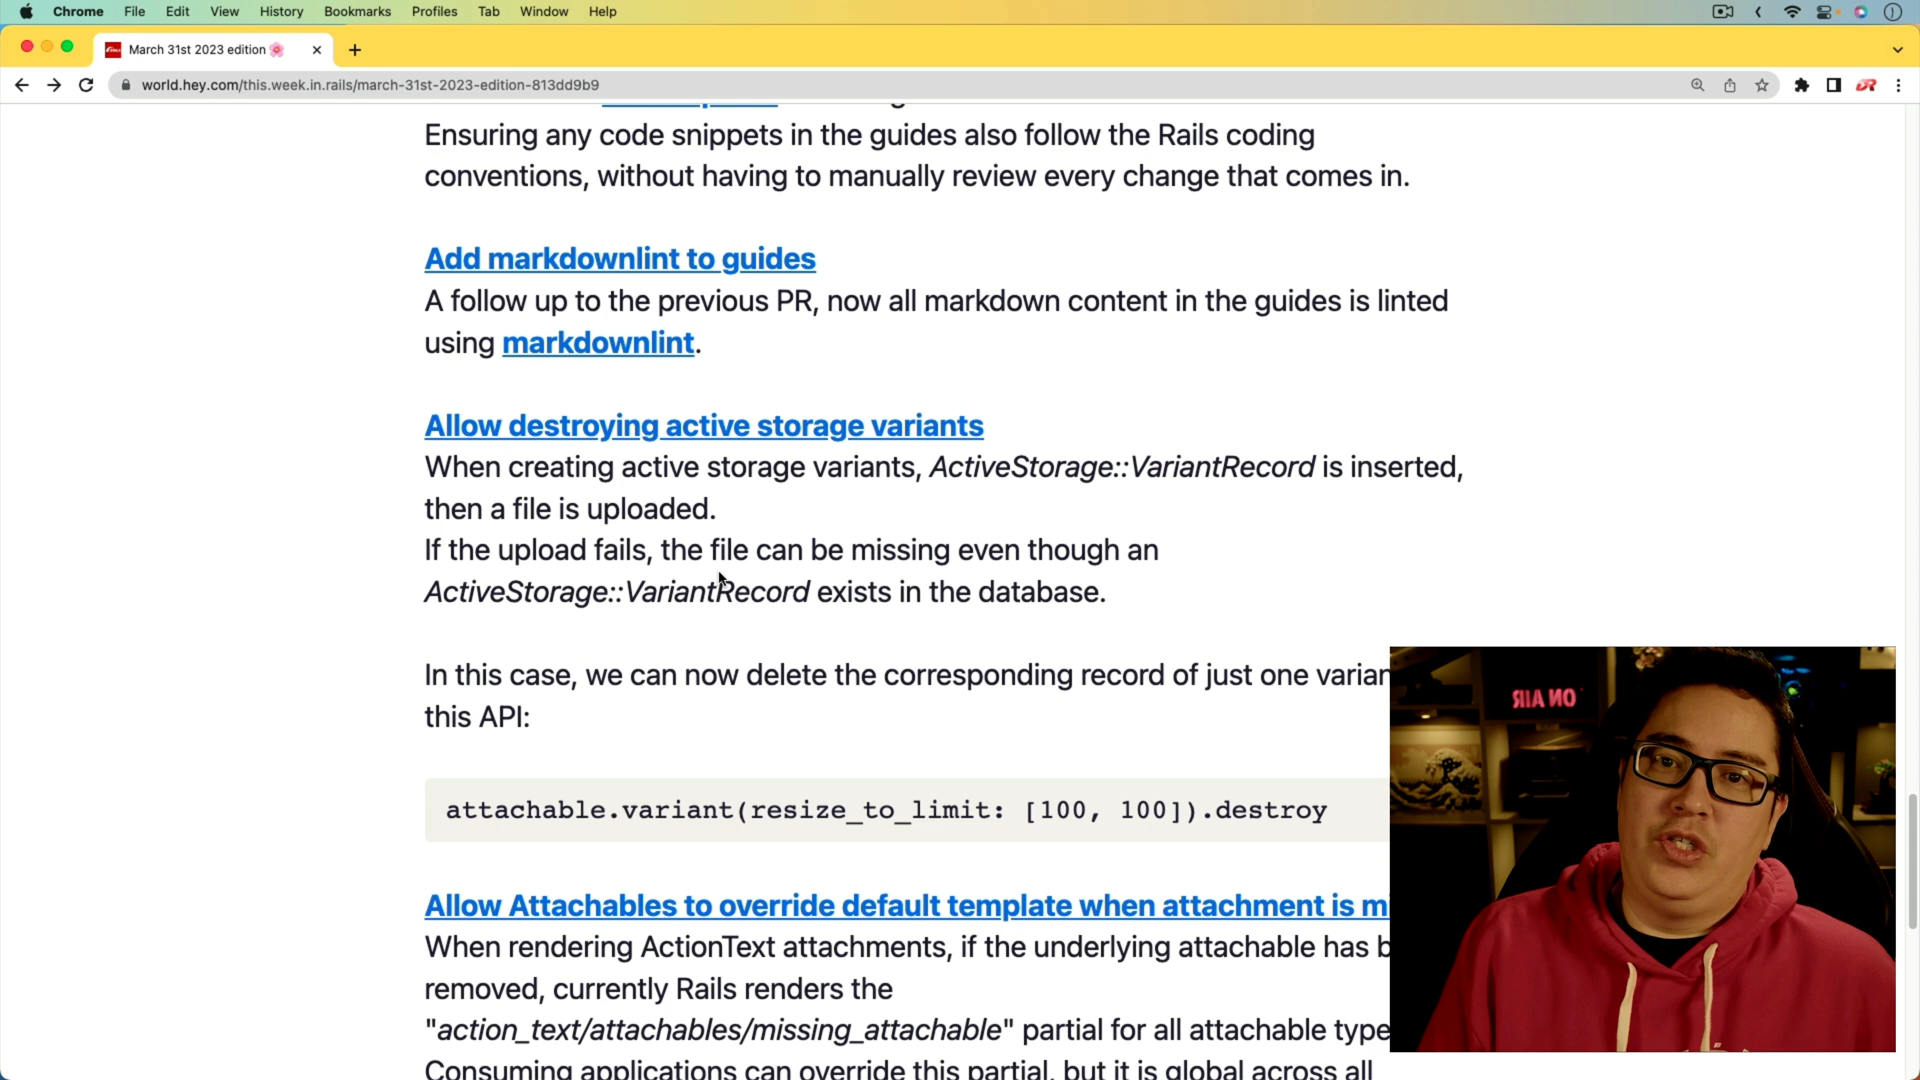 Chrome File Edit View History Bookmarks Profiles Tab Window Help
March 31st 2023 edition
world.hey.com/this.week.in.rails/march-31st-2023-edition-813dd9b9
Ensuring any code snippets in the guides also follow the Rails coding
conventions, without having to manually review every change that comes in.
Add markdownlint to guides
A follow up to the previous PR, now all markdown content in the guides is linted
using markdownlint.
Allow destroying active storage variants
When creating active storage variants, ActiveStorage::VariantRecord is inserted,
then a file is uploaded.
If the upload fails, the file can be missing even though an
ActiveStorage::VariantRecord exists in the database.
In this case, we can now delete the corresponding record of just one varian
this API:
attachable.variant(resize_to_limit: [100, 100]).destroy
ON AIR
Allow Attachables to override default template when attachment is mi
When rendering ActionText attachments, if the underlying attachable has b
removed, currently Rails renders the
"action_text/attachables/missing_attachable" partial for all attachable type
Consuming applications can override this partial, but it is global across all